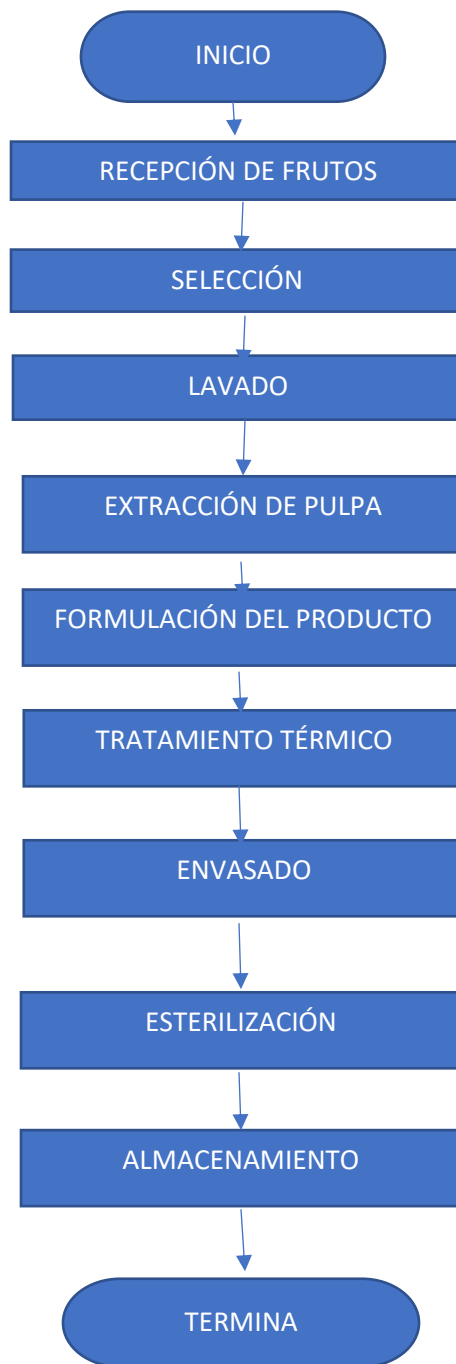 INICIO
RECEPCIÓN DE FRUTOS
SELECCIÓN
LAVADO
EXTRACCIÓN DE PULPA
FORMULACIÓN DEL PRODUCTO
TRATAMIENTO TÉRMICO
ENVASADO
ESTERILIZACIÓN
ALMACENAMIENTO
TERMINA